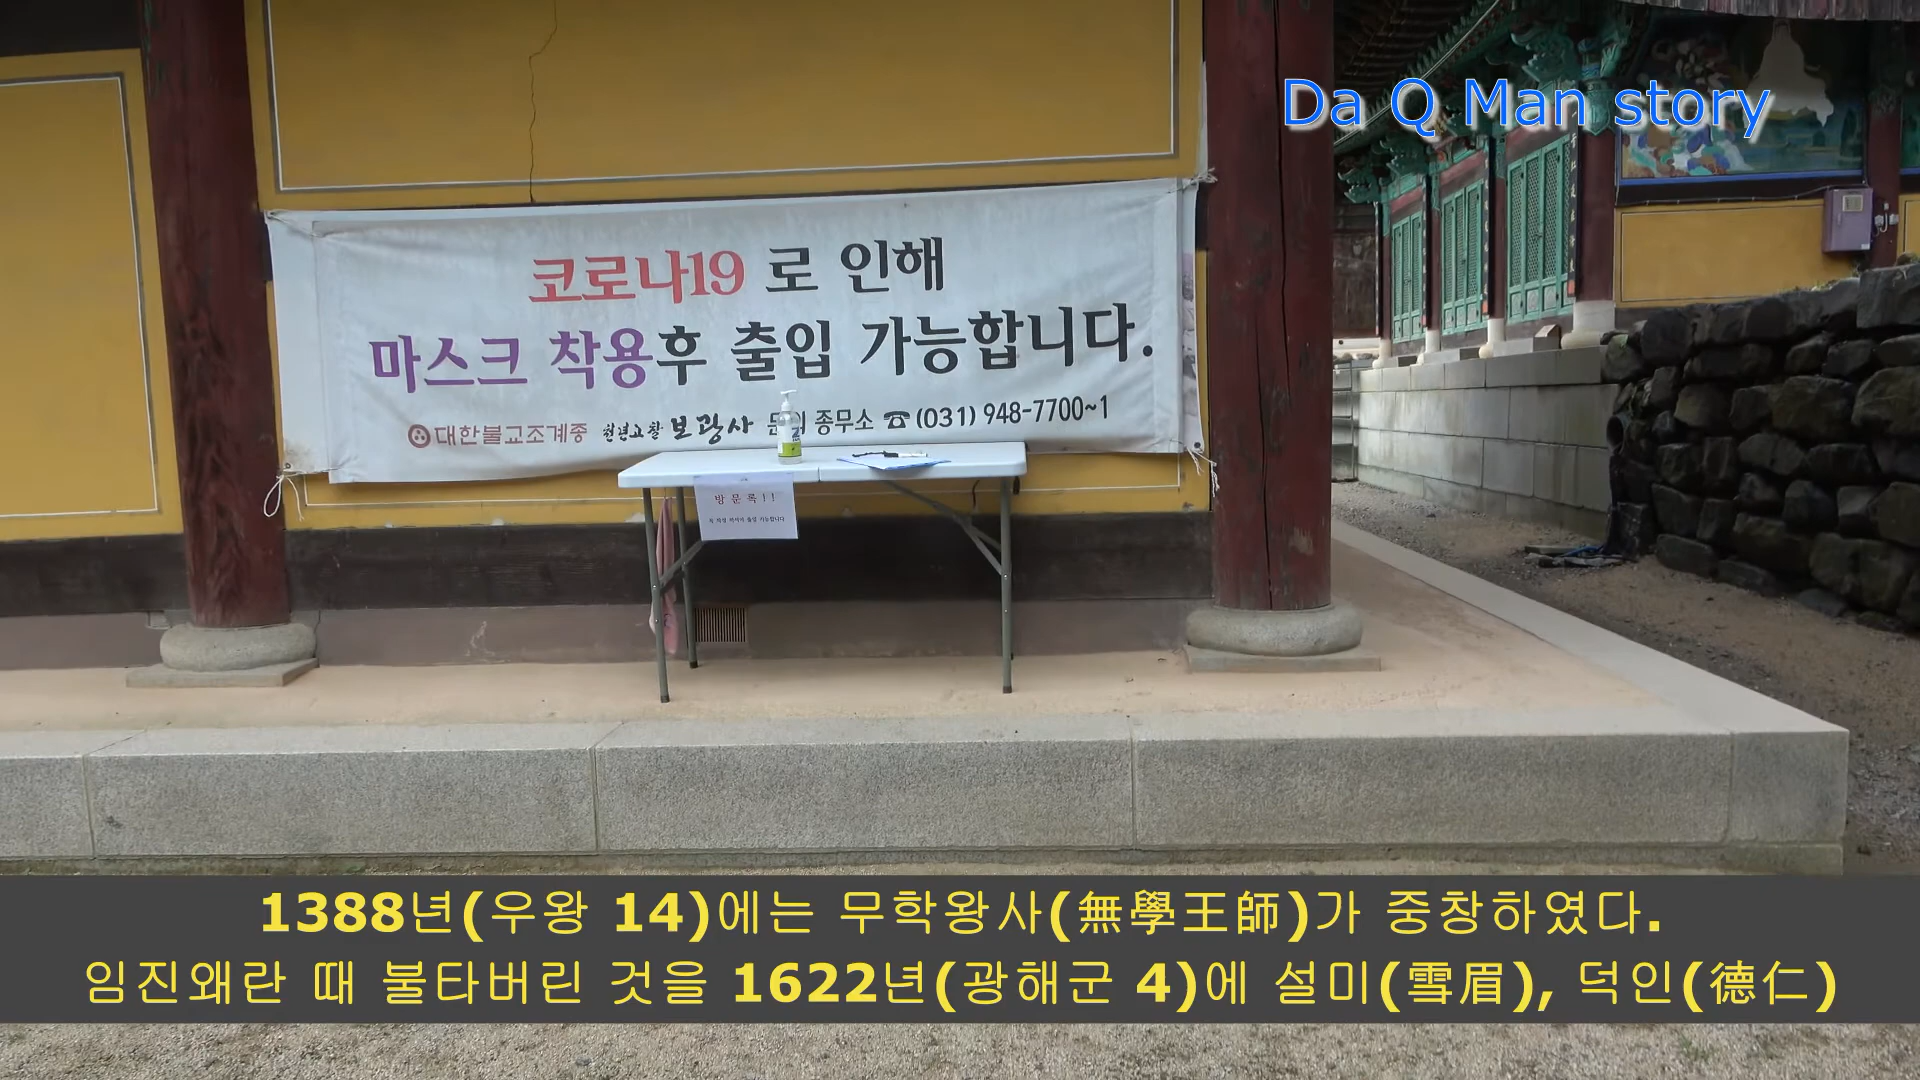 Da Q Man story
코로나19 로 인해
마스크 착용후 출입 가능합니다.
대한불교조계종 천년고찰 보광사 문의 종무소 ☎(031) 948-7700~1
방 문 록 ! !
1388년(우왕 14)에는 무학왕사(無學王師)가 중창하였다.
임진왜란 때 불타버린 것을 1622년(광해군 4)에 설미(雪眉), 덕인(德仁)